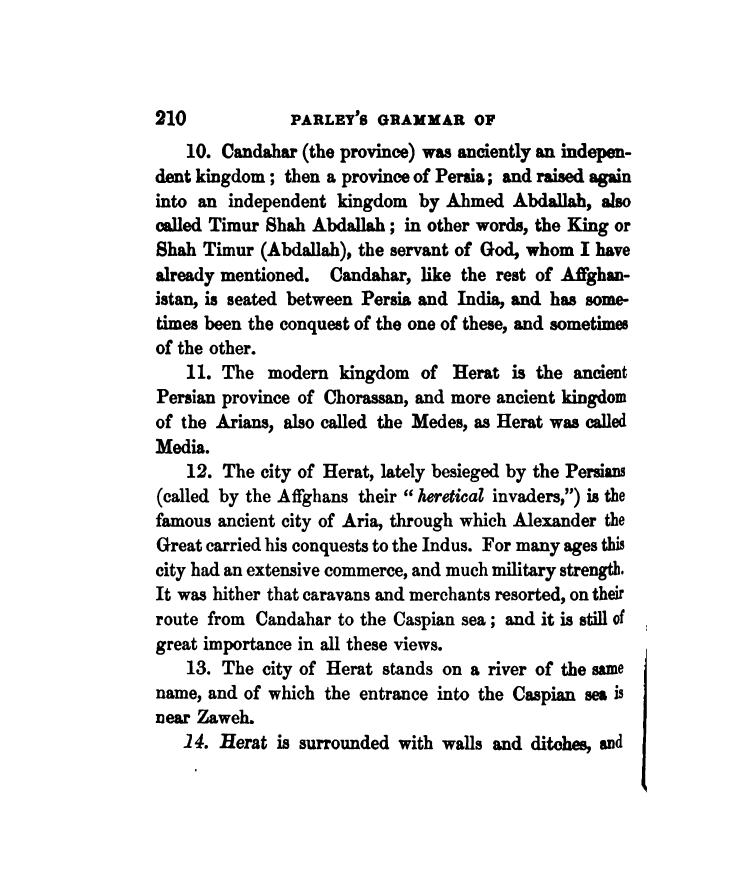 210 PARLEY'S GRAMMAR OF
10. Candahar (the province) was anciently an indepen-
dent kingdom; then a province of Persia; and raised again
into an independent kingdom by Ahmed Abdallah, also
called Timur Shah Abdallah; in other words, the King or
Shah Timur (Abdallah), the servant of God, whom I have
already mentioned. Candahar, like the rest of Affghan-
istan, is seated between Persia and India, and has some-
times been the conquest of the one of these, and sometimes
of the other.
11. The modern kingdom of Herat is the ancient
Persian province of Chorassan, and more ancient kingdom
of the Arians, also called the Medes, as Herat was called
Media.
12. The city of Herat, lately besieged by the Persians
(called by the Affghans their "heretical invaders,") is the
famous ancient city of Aria, through which Alexander the
Great carried his conquests to the Indus. For many ages this
city had an extensive commerce, and much military strength.
It was hither that caravans and merchants resorted, on their
route from Candahar to the Caspian sea; and it is still of
great importance in all these views.
13. The city of Herat stands on a river of the same
name, and of which the entrance into the Caspian sea is
near Zaweh.
14. Herat is surrounded with walls and ditches, and